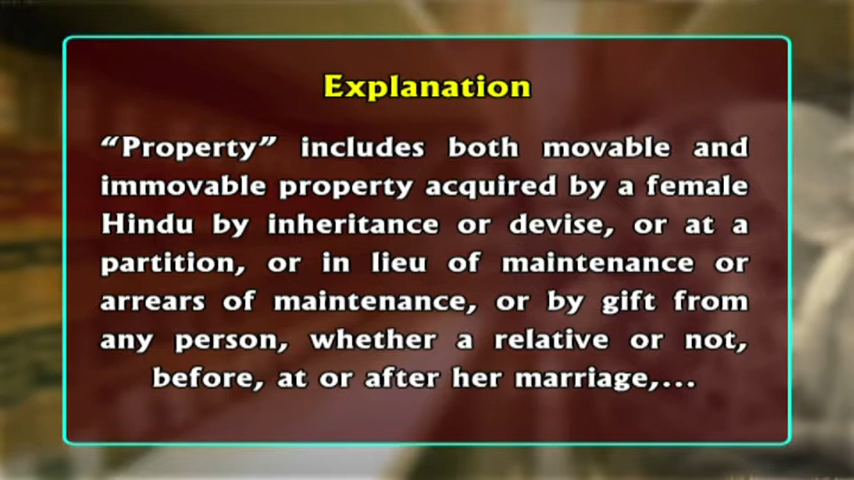 Explanation
“Property” includes both movable and
immovable property acquired by a female
Hindu by inheritance or devise, or at a
partition, or in lieu of maintenance or
arrears of maintenance, or by gift from
any person, whether a relative or not,
before, at or after her marriage,...